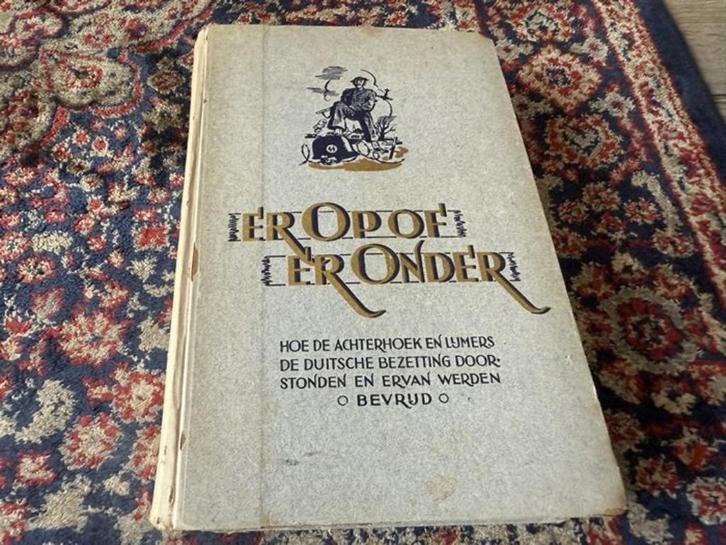 ER OP OF
ER ONDER
HOE DE ACHTERHOEK EN LIJMERS
DE DUITSCHE BEZETTING DOOR-
STONDEN EN ERVAN WERDEN
BEVRIJD